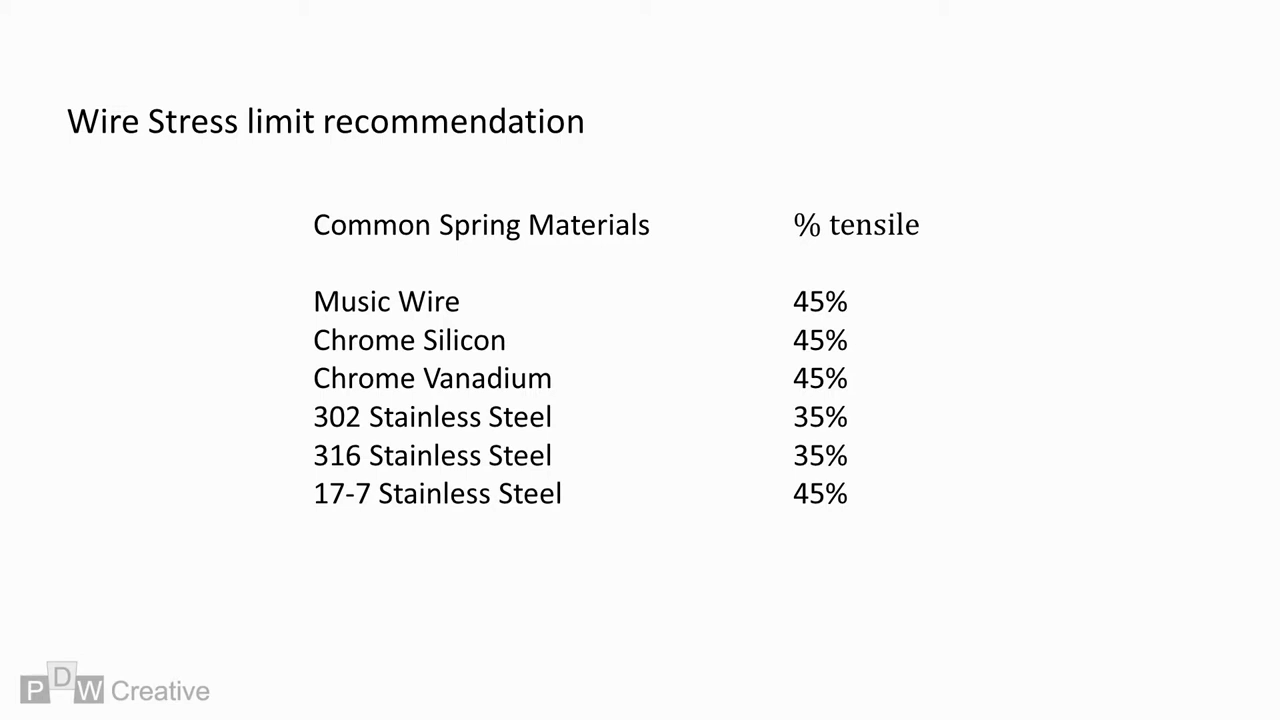 Wire Stress limit recommendation
Common Spring Materials % tensile
Music Wire 45%
Chrome Silicon 45%
Chrome Vanadium 45%
302 Stainless Steel 35%
316 Stainless Steel 35%
17-7 Stainless Steel 45%
PDW Creative